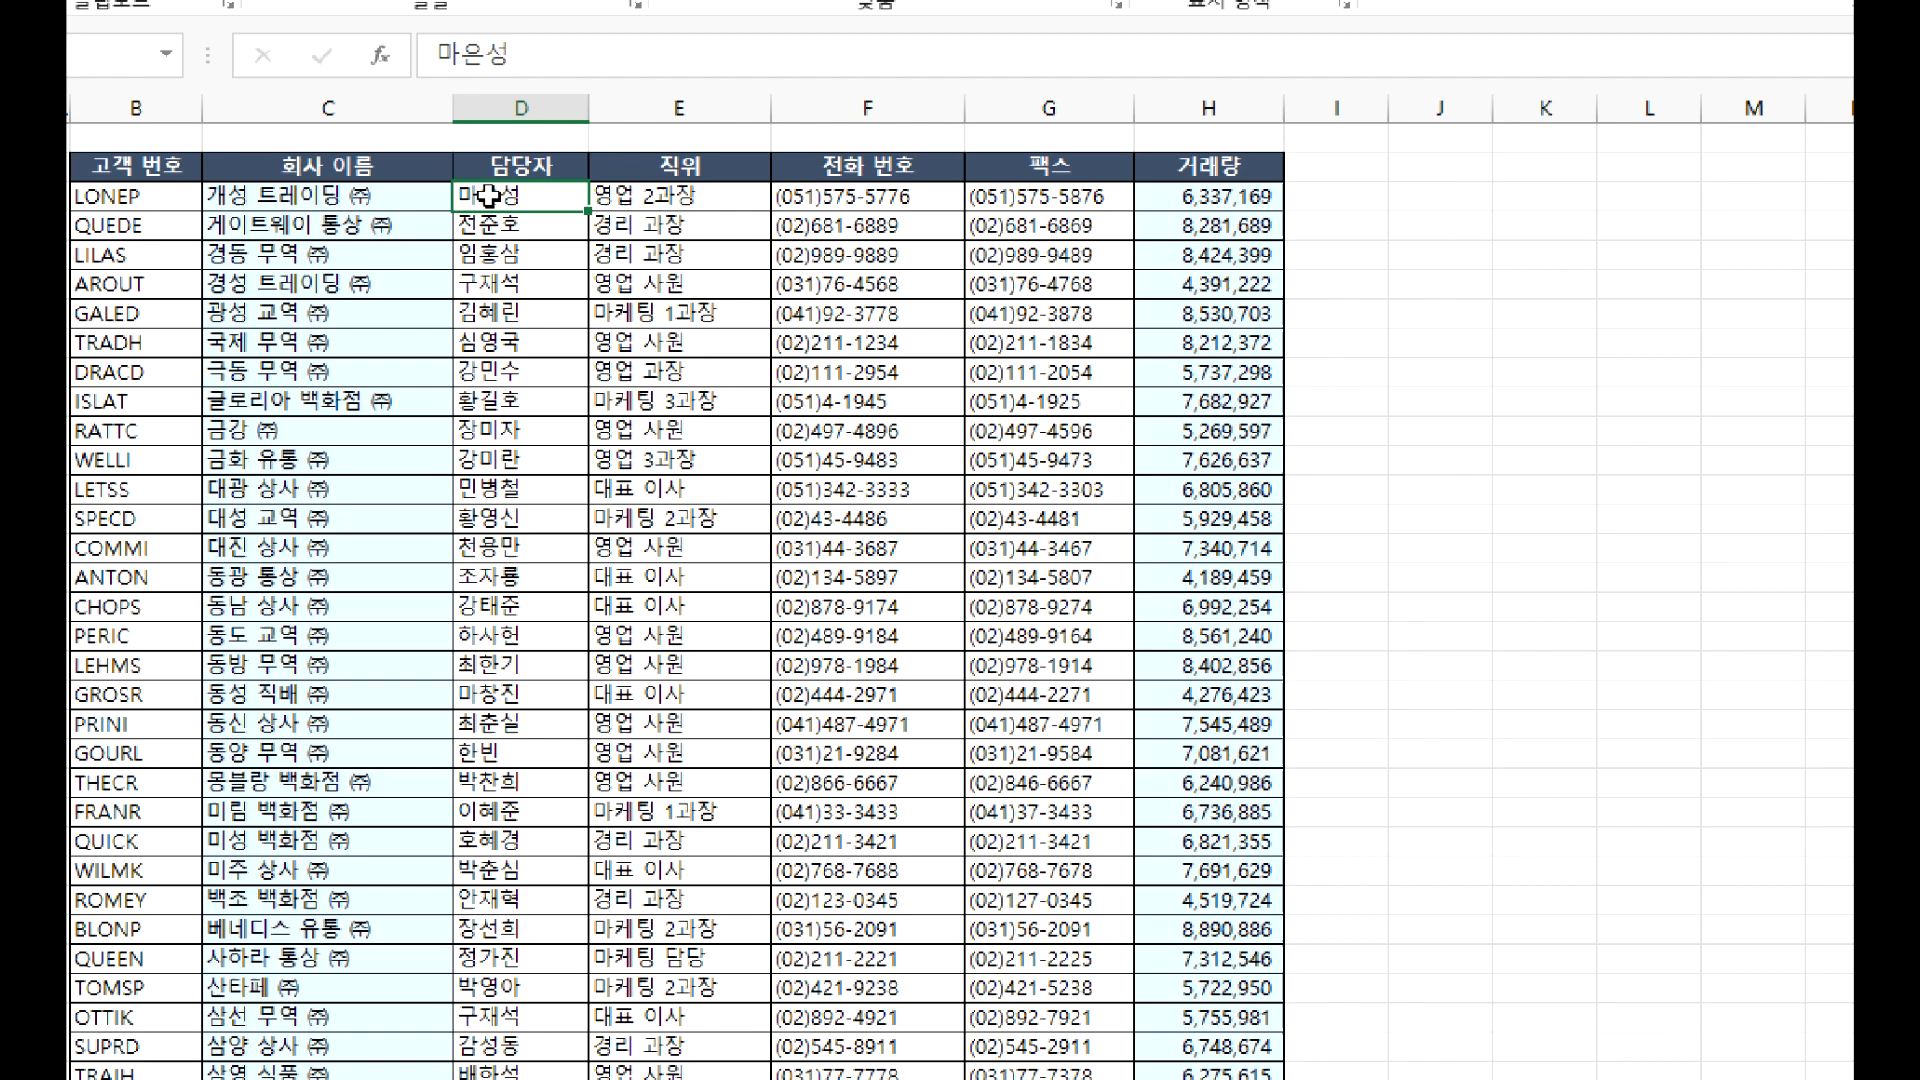 마은성
B C D E F G H I J K L M
고객 번호 회사 이름 담당자 직위 전화 번호 팩스 거래량
LONEP 개성 트레이딩 ㈜ 마 성 영업 2과장 (051)575-5776 (051)575-5876 6,337,169
QUEDE 게이트웨이 통상 ㈜ 전준호 경리 과장 (02)681-6889 (02)681-6869 8,281,689
LILAS 경동 무역 ㈜ 임홍삼 경리 과장 (02)989-9889 (02)989-9489 8,424,399
AROUT 경성 트레이딩 ㈜ 구재석 영업 사원 (031)76-4568 (031)76-4768 4,391,222
GALED 광성 교역 ㈜ 김혜린 마케팅 1과장 (041)92-3778 (041)92-3878 8,530,703
TRADH 국제 무역 ㈜ 심영국 영업 사원 (02)211-1234 (02)211-1834 8,212,372
DRACD 극동 무역 ㈜ 강민수 영업 과장 (02)111-2954 (02)111-2054 5,737,298
ISLAT 글로리아 백화점 ㈜ 황길호 마케팅 3과장 (051)4-1945 (051)4-1925 7,682,927
RATTC 금강 ㈜ 장미자 영업 사원 (02)497-4896 (02)497-4596 5,269,597
WELLI 금화 유통 ㈜ 강미란 영업 3과장 (051)45-9483 (051)45-9473 7,626,637
LETSS 대광 상사 ㈜ 민병철 대표 이사 (051)342-3333 (051)342-3303 6,805,860
SPECD 대성 교역 ㈜ 황영신 마케팅 2과장 (02)43-4486 (02)43-4481 5,929,458
COMMI 대진 상사 ㈜ 천용만 영업 사원 (031)44-3687 (031)44-3467 7,340,714
ANTON 동광 통상 ㈜ 조자룡 대표 이사 (02)134-5897 (02)134-5807 4,189,459
CHOPS 동남 상사 ㈜ 강태준 대표 이사 (02)878-9174 (02)878-9274 6,992,254
PERIC 동도 교역 ㈜ 하사헌 영업 사원 (02)489-9184 (02)489-9164 8,561,240
LEHMS 동방 무역 ㈜ 최한기 영업 사원 (02)978-1984 (02)978-1914 8,402,856
GROSR 동성 직배 ㈜ 마창진 대표 이사 (02)444-2971 (02)444-2271 4,276,423
PRINI 동신 상사 ㈜ 최춘실 영업 사원 (041)487-4971 (041)487-4971 7,545,489
GOURL 동양 무역 ㈜ 한빈 영업 사원 (031)21-9284 (031)21-9584 7,081,621
THECR 몽블랑 백화점 ㈜ 박찬희 영업 사원 (02)866-6667 (02)846-6667 6,240,986
FRANR 미림 백화점 ㈜ 이혜준 마케팅 1과장 (041)33-3433 (041)37-3433 6,736,885
QUICK 미성 백화점 ㈜ 호혜경 경리 과장 (02)211-3421 (02)211-3421 6,821,355
WILMK 미주 상사 ㈜ 박춘심 대표 이사 (02)768-7688 (02)768-7678 7,691,629
ROMEY 백조 백화점 ㈜ 안재혁 경리 과장 (02)123-0345 (02)127-0345 4,519,724
BLONP 베네디스 유통 ㈜ 장선희 마케팅 2과장 (031)56-2091 (031)56-2091 8,890,886
QUEEN 사하라 통상 ㈜ 정가진 마케팅 담당 (02)211-2221 (02)211-2225 7,312,546
TOMSP 산타페 ㈜ 박영아 마케팅 2과장 (02)421-9238 (02)421-5238 5,722,950
OTTIK 삼선 무역 ㈜ 구재석 대표 이사 (02)892-4921 (02)892-7921 5,755,981
SUPRD 삼양 상사 ㈜ 감성동 경리 과장 (02)545-8911 (02)545-2911 6,748,674
TRAIH 삼영 식품 ㈜ 배하석 영업 사원 (031)77-7778 (031)77-7378 6,275,615